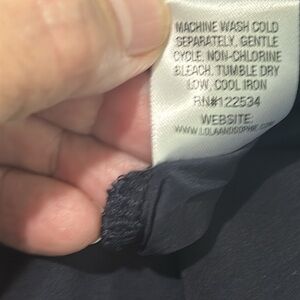 MACHINE WASH COLD
SEPARATELY, GENTLE
CYCLE, NON-CHLORINE
BLEACH, TUMBLE DRY
LOW, COOL IRON
RN#122534
WEBSITE:
WWW.LOLAANDSOPHIE.COM